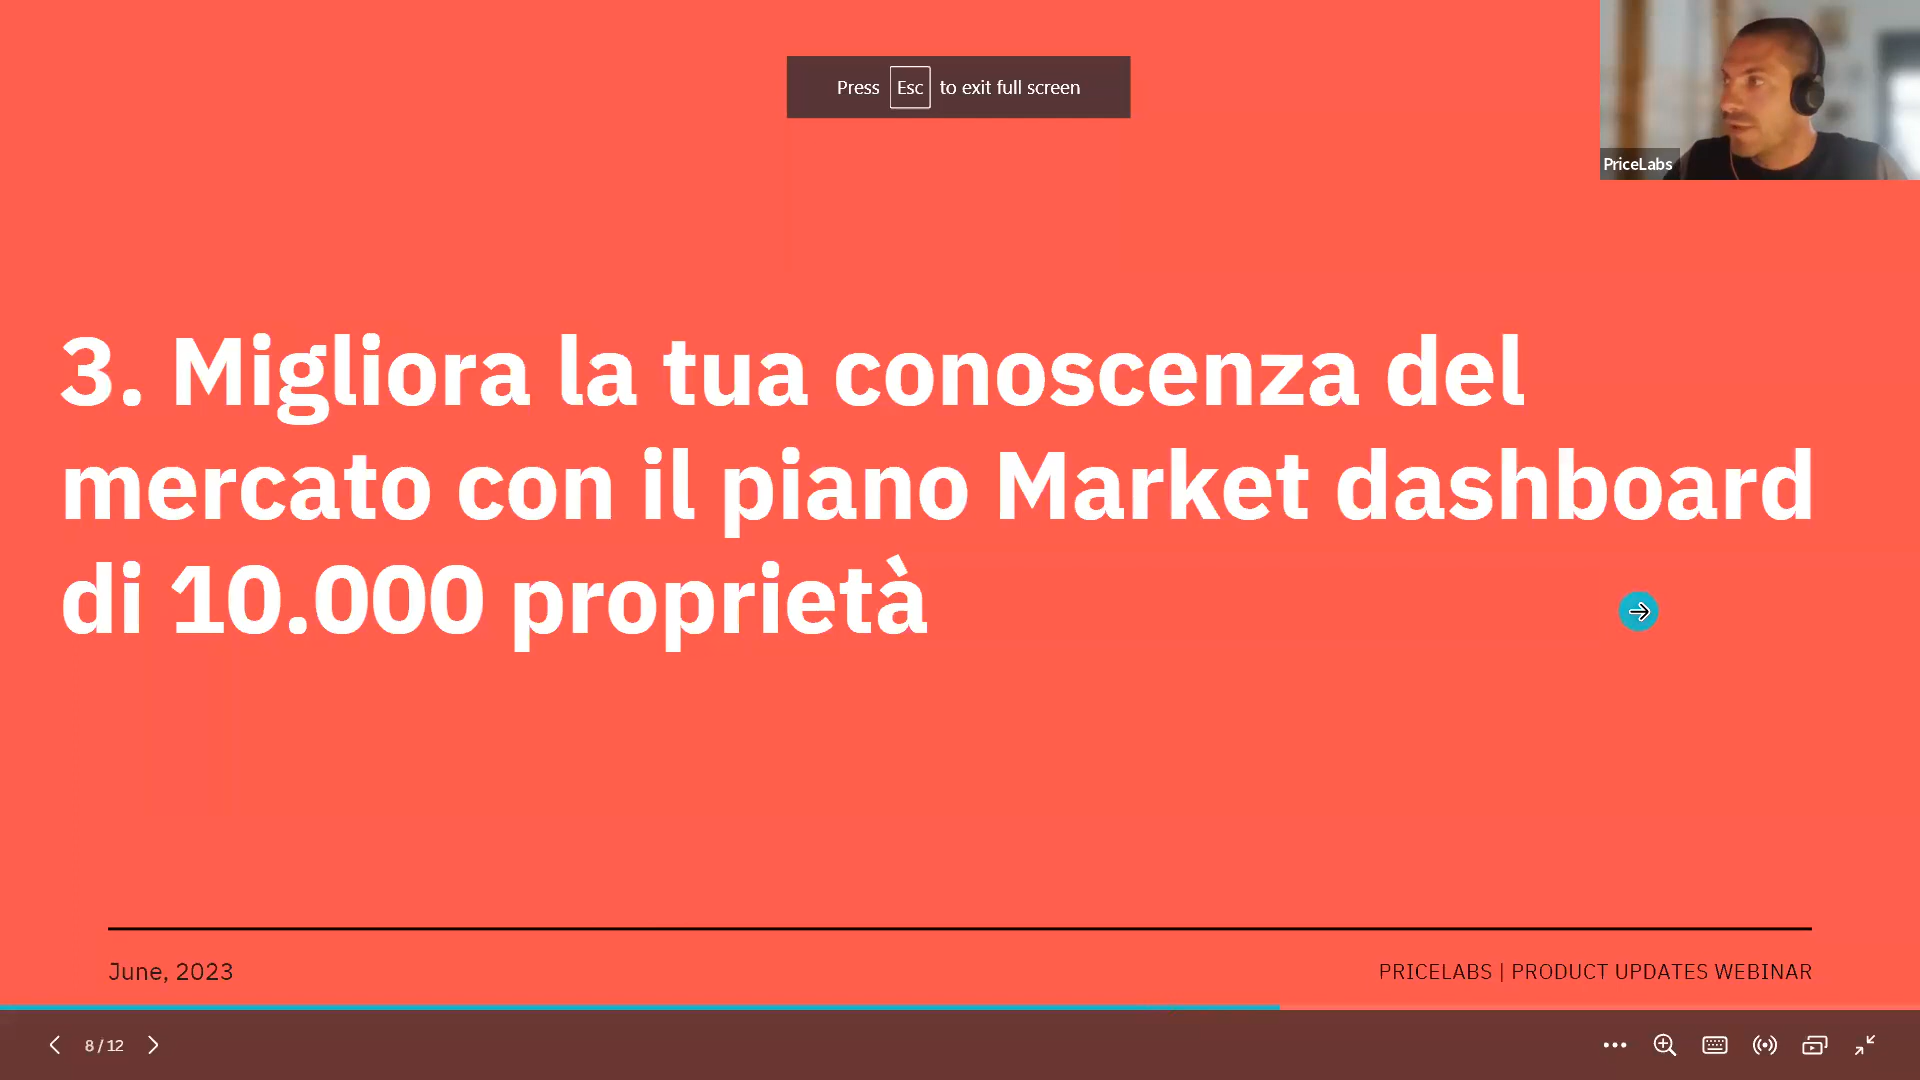 Press Esc to exit full screen
PriceLabs
3. Migliora la tua conoscenza del
mercato con il piano Market dashboard
di 10.000 proprietà
June, 2023
PRICELABS | PRODUCT UPDATES WEBINAR
8 / 12